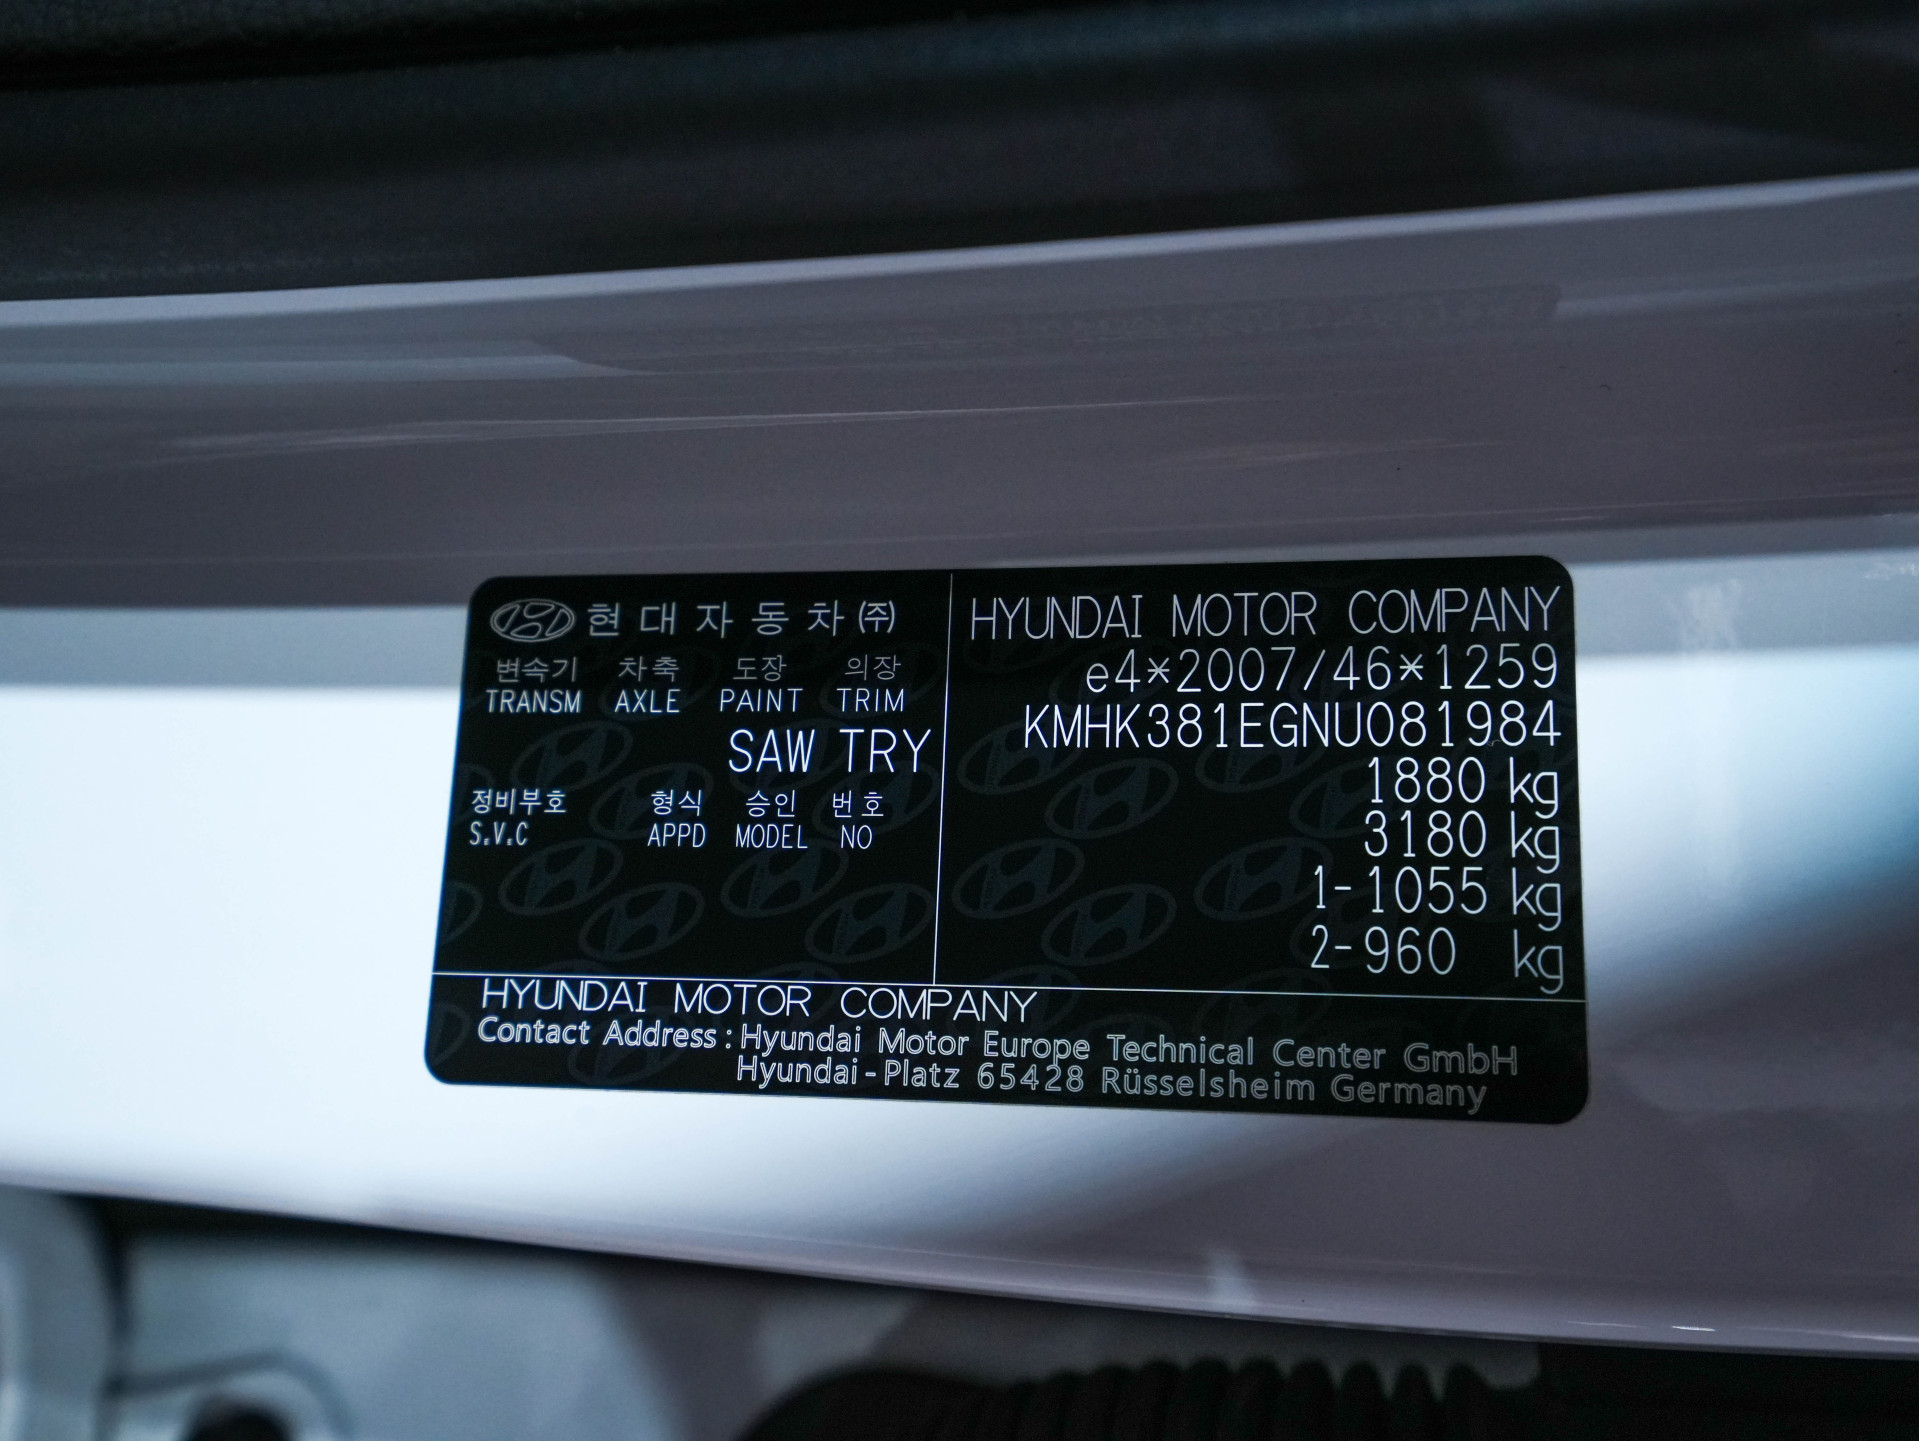 현대자동차㈜
변속기 차축 도장 의장
TRANSM AXLE PAINT TRIM
SAW TRY
정비부호 형식 승인 번호
S.V.C APPD MODEL NO
HYUNDAI MOTOR COMPANY
e4*2007/46*1259
KMHK381EGNU081984
1880 kg
3180 kg
1-1055 kg
2-960 kg
HYUNDAI MOTOR COMPANY
Contact Address : Hyundai Motor Europe Technical Center GmbH
Hyundai-Platz 65428 Rüsselsheim Germany